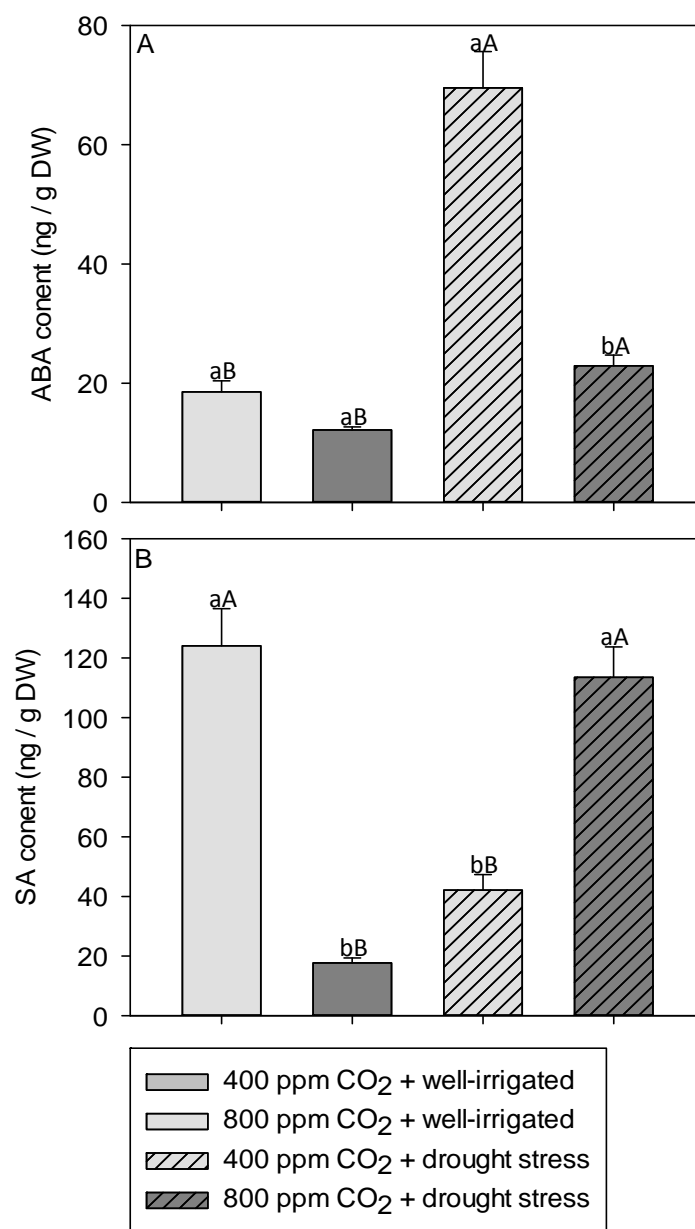 A
ABA conent (ng / g DW)
80
60
40
20
0
aB
aB
aA
bA
B
SA conent (ng / g DW)
160
140
120
100
80
60
40
20
0
aA
bB
bB
aA
400 ppm CO2 + well-irrigated
800 ppm CO2 + well-irrigated
400 ppm CO2 + drought stress
800 ppm CO2 + drought stress